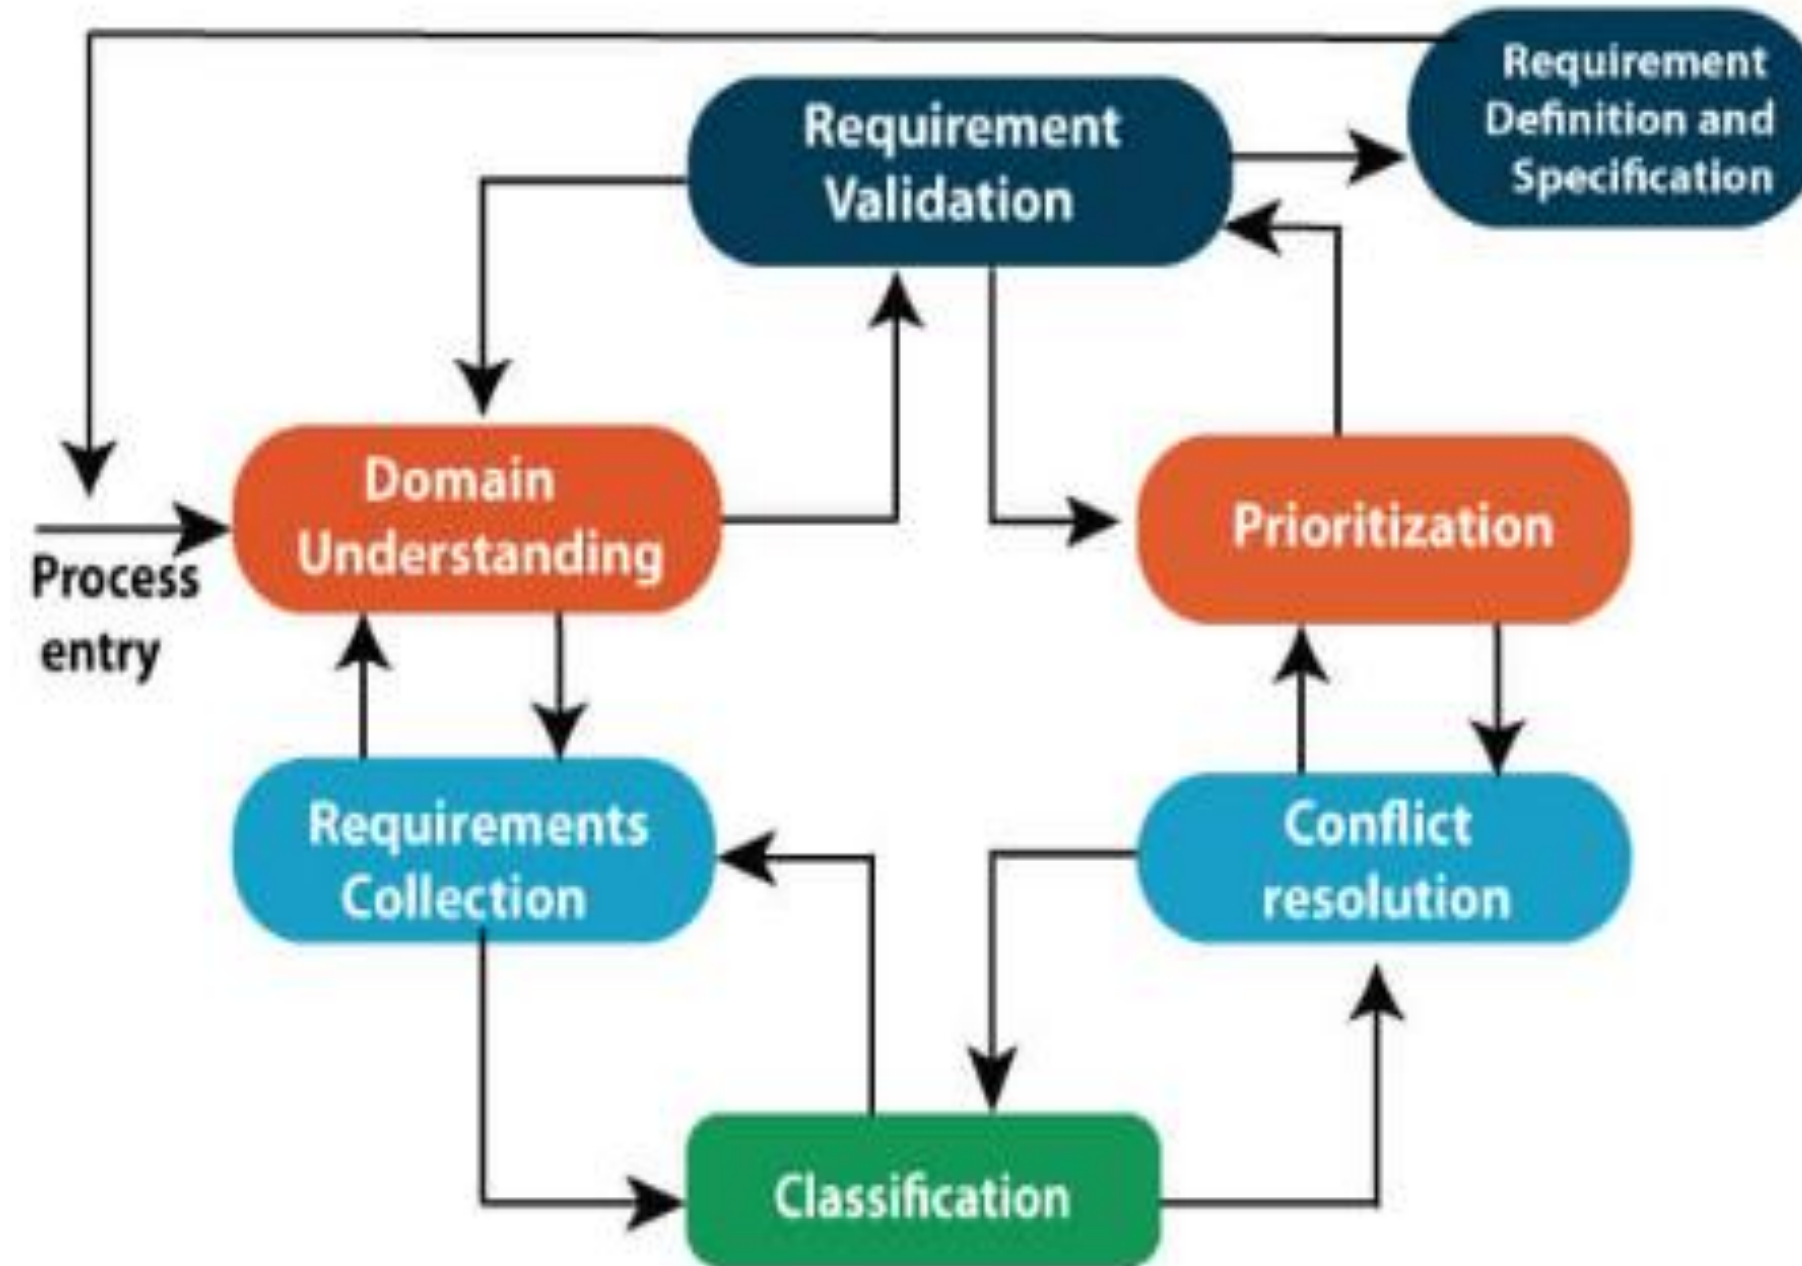 Requirement
Definition and
Specification
Requirement
Validation
Domain
Understanding
Prioritization
Process
entry
Requirements
Collection
Conflict
resolution
Classification